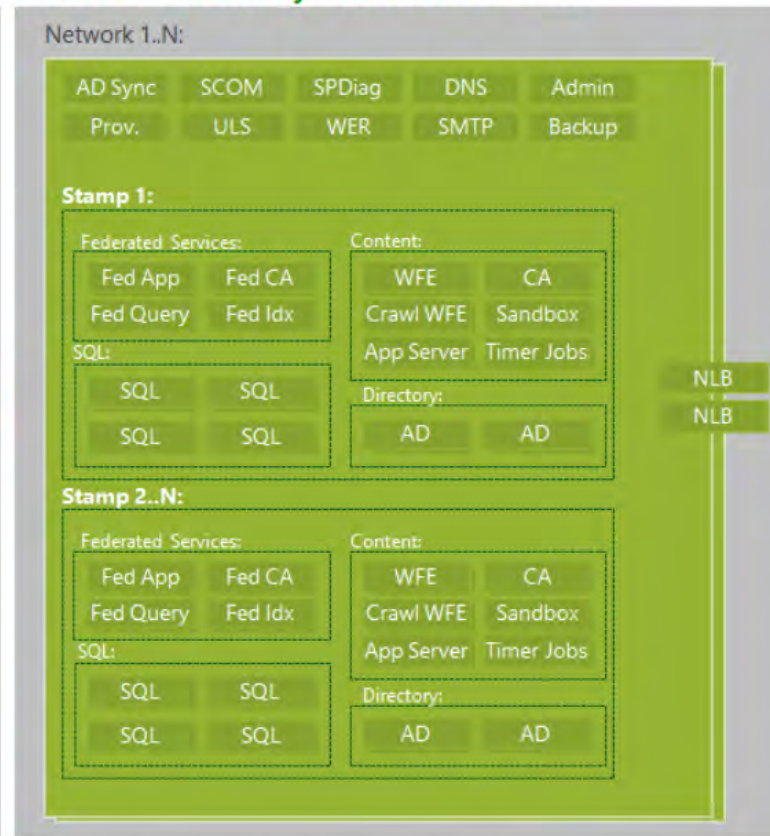 Network 1..N:
AD Sync SCOM SPDiag DNS Admin
Prov. ULS WER SMTP Backup
Stamp 1:
Federated Services:
Fed App Fed CA
Fed Query Fed Idx
SQL:
SQL SQL
SQL SQL
Content:
WFE CA
Crawl WFE Sandbox
App Server Timer Jobs
Directory:
AD AD
NLB
NLB
Stamp 2..N:
Federated Services:
Fed App Fed CA
Fed Query Fed Idx
SQL:
SQL SQL
SQL SQL
Content:
WFE CA
Crawl WFE Sandbox
App Server Timer Jobs
Directory:
AD AD